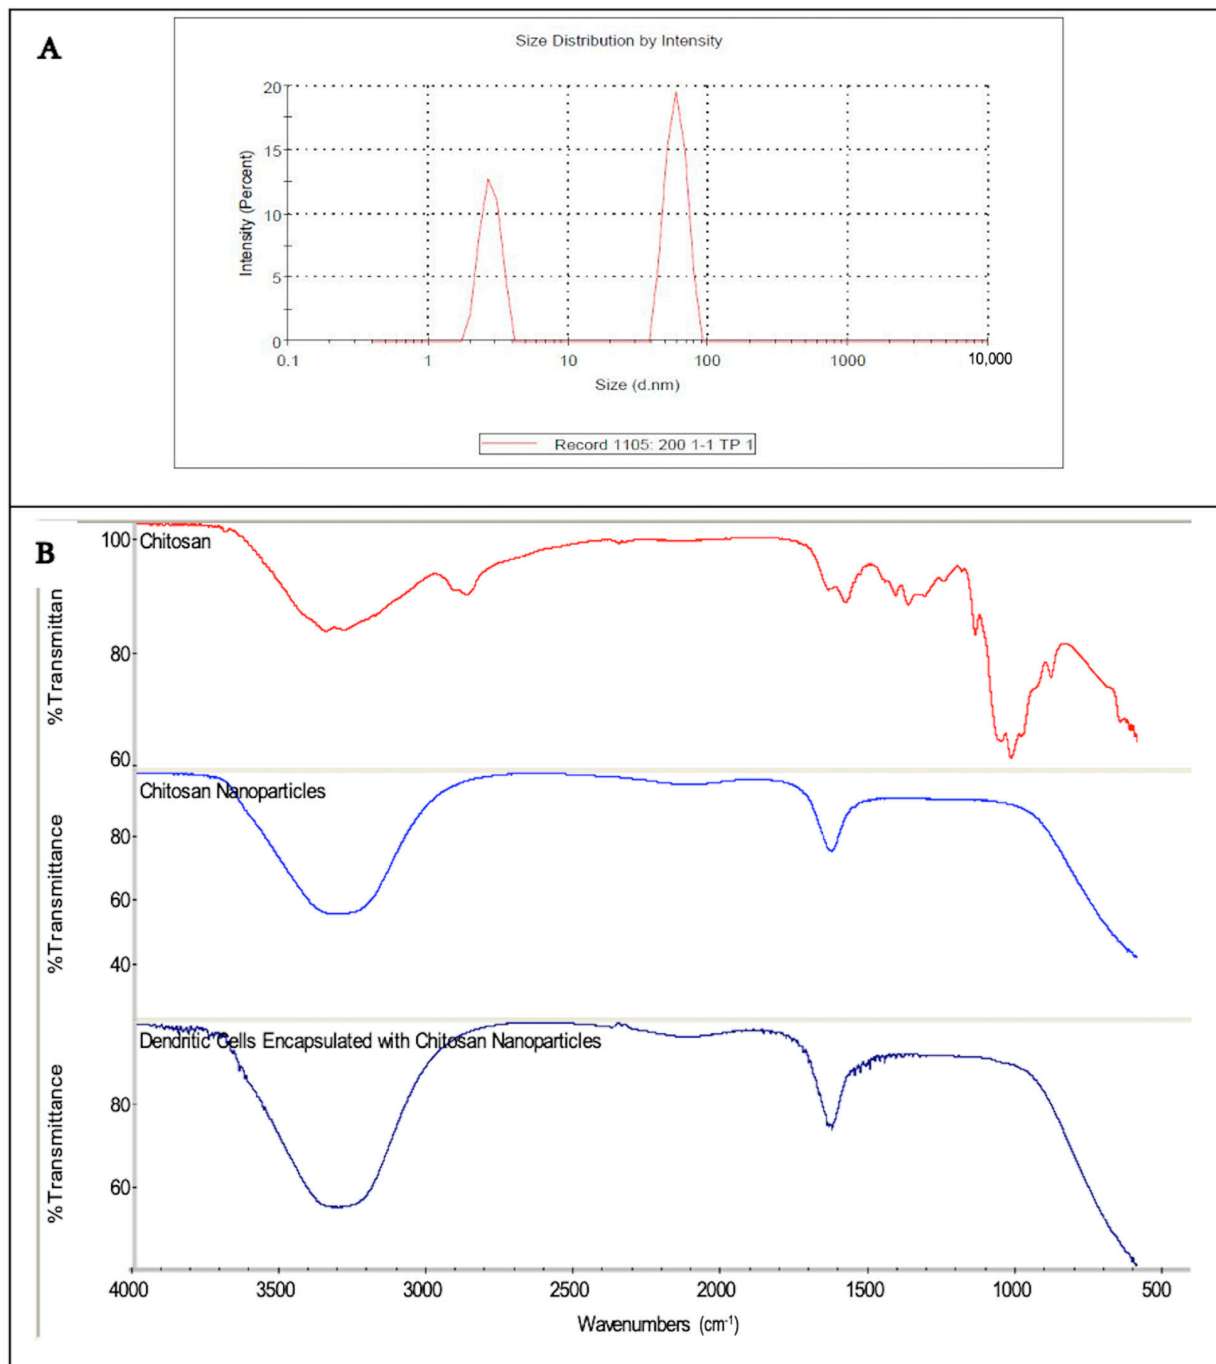 A
Size Distribution by Intensity
20
15
10
5
0
Intensity (Percent)
0.1 1 10 100 1000 10,000
Size (d.nm)
Record 1105: 200 1-1 TP 1
B
100
80
60
%Transmittan
Chitosan
80
60
40
%Transmittance
Chitosan Nanoparticles
80
60
%Transmittance
Dendritic Cells Encapsulated with Chitosan Nanoparticles
4000 3500 3000 2500 2000 1500 1000 500
Wavenumbers (cm-1)